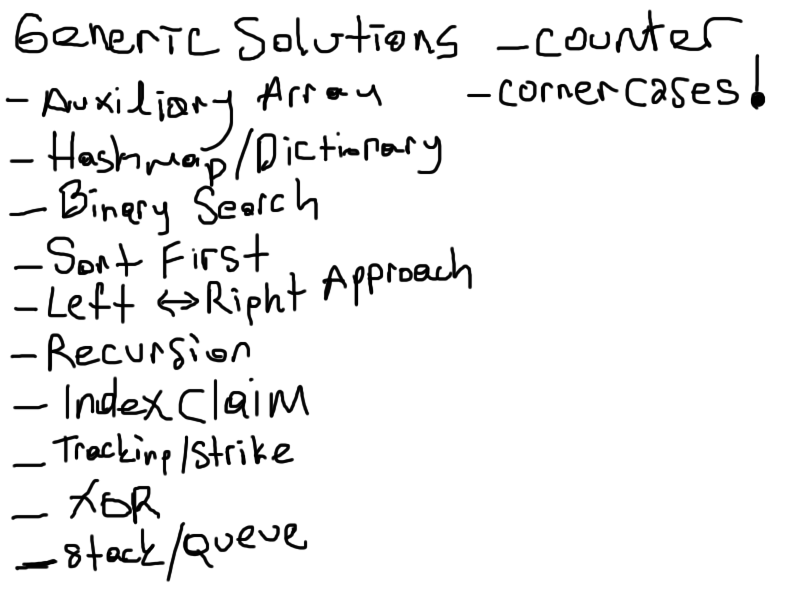 Generic Solutions - counter
- Auxiliary Array - corner cases!
- Hashmap/Dictionary
- Binary Search
- Sort First
- Left ↔ Right Approach
- Recursion
- Index Claim
- Tracking/Strike
- XOR
- Stack/Queue